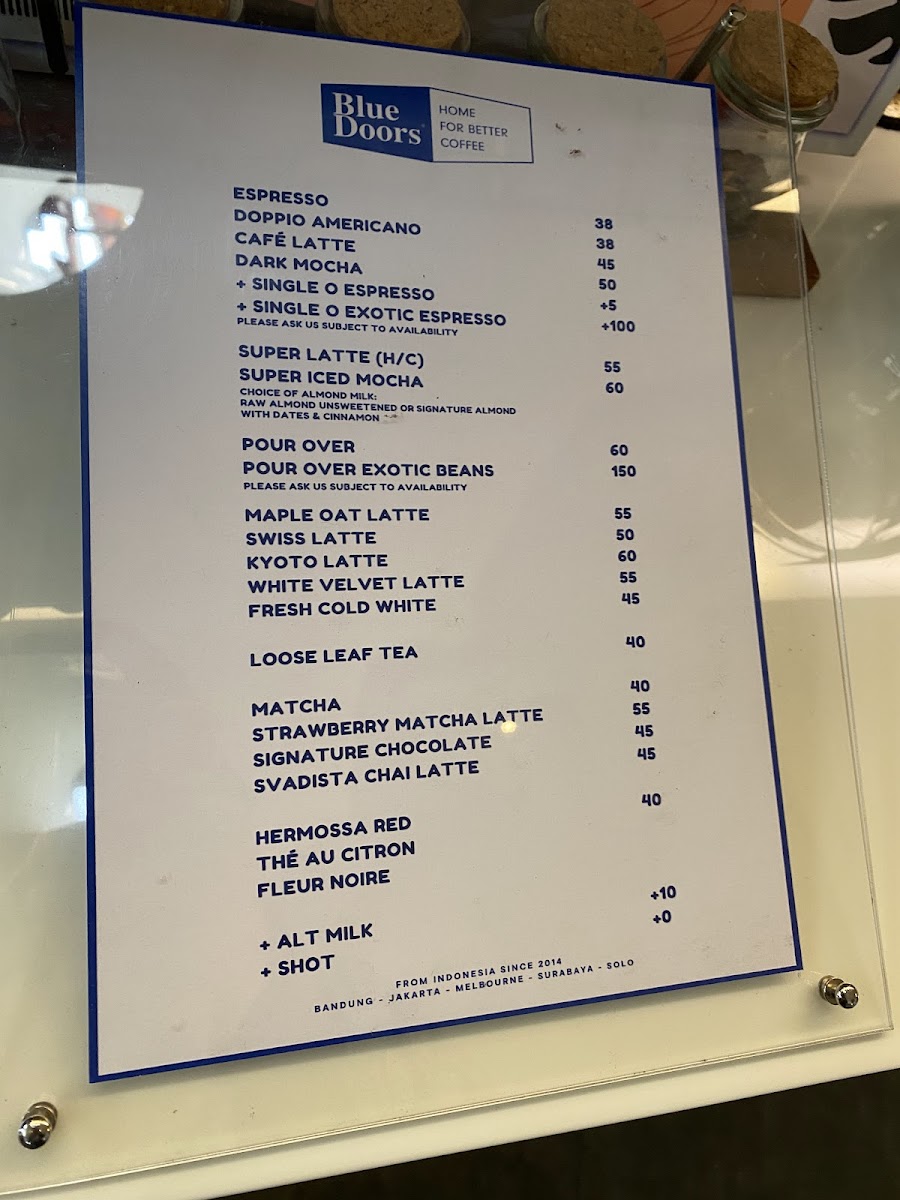 Blue Doors
HOME
FOR BETTER
COFFEE
ESPRESSO 38
DOPPIO AMERICANO 38
CAFÉ LATTE 45
DARK MOCHA 50
+ SINGLE O ESPRESSO +5
+ SINGLE O EXOTIC ESPRESSO +100
PLEASE ASK US SUBJECT TO AVAILABILITY
SUPER LATTE (H/C) 55
SUPER ICED MOCHA 60
CHOICE OF ALMOND MILK:
RAW ALMOND UNSWEETENED OR SIGNATURE ALMOND
WITH DATES & CINNAMON
POUR OVER 60
POUR OVER EXOTIC BEANS 150
PLEASE ASK US SUBJECT TO AVAILABILITY
MAPLE OAT LATTE 55
SWISS LATTE 50
KYOTO LATTE 60
WHITE VELVET LATTE 55
FRESH COLD WHITE 45
LOOSE LEAF TEA 40
MATCHA 40
STRAWBERRY MATCHA LATTE 55
SIGNATURE CHOCOLATE 45
SVADISTA CHAI LATTE 45
HERMOSSA RED 40
THÉ AU CITRON
FLEUR NOIRE
+ ALT MILK +10
+ SHOT +0
FROM INDONESIA SINCE 2014
BANDUNG - JAKARTA - MELBOURNE - SURABAYA - SOLO